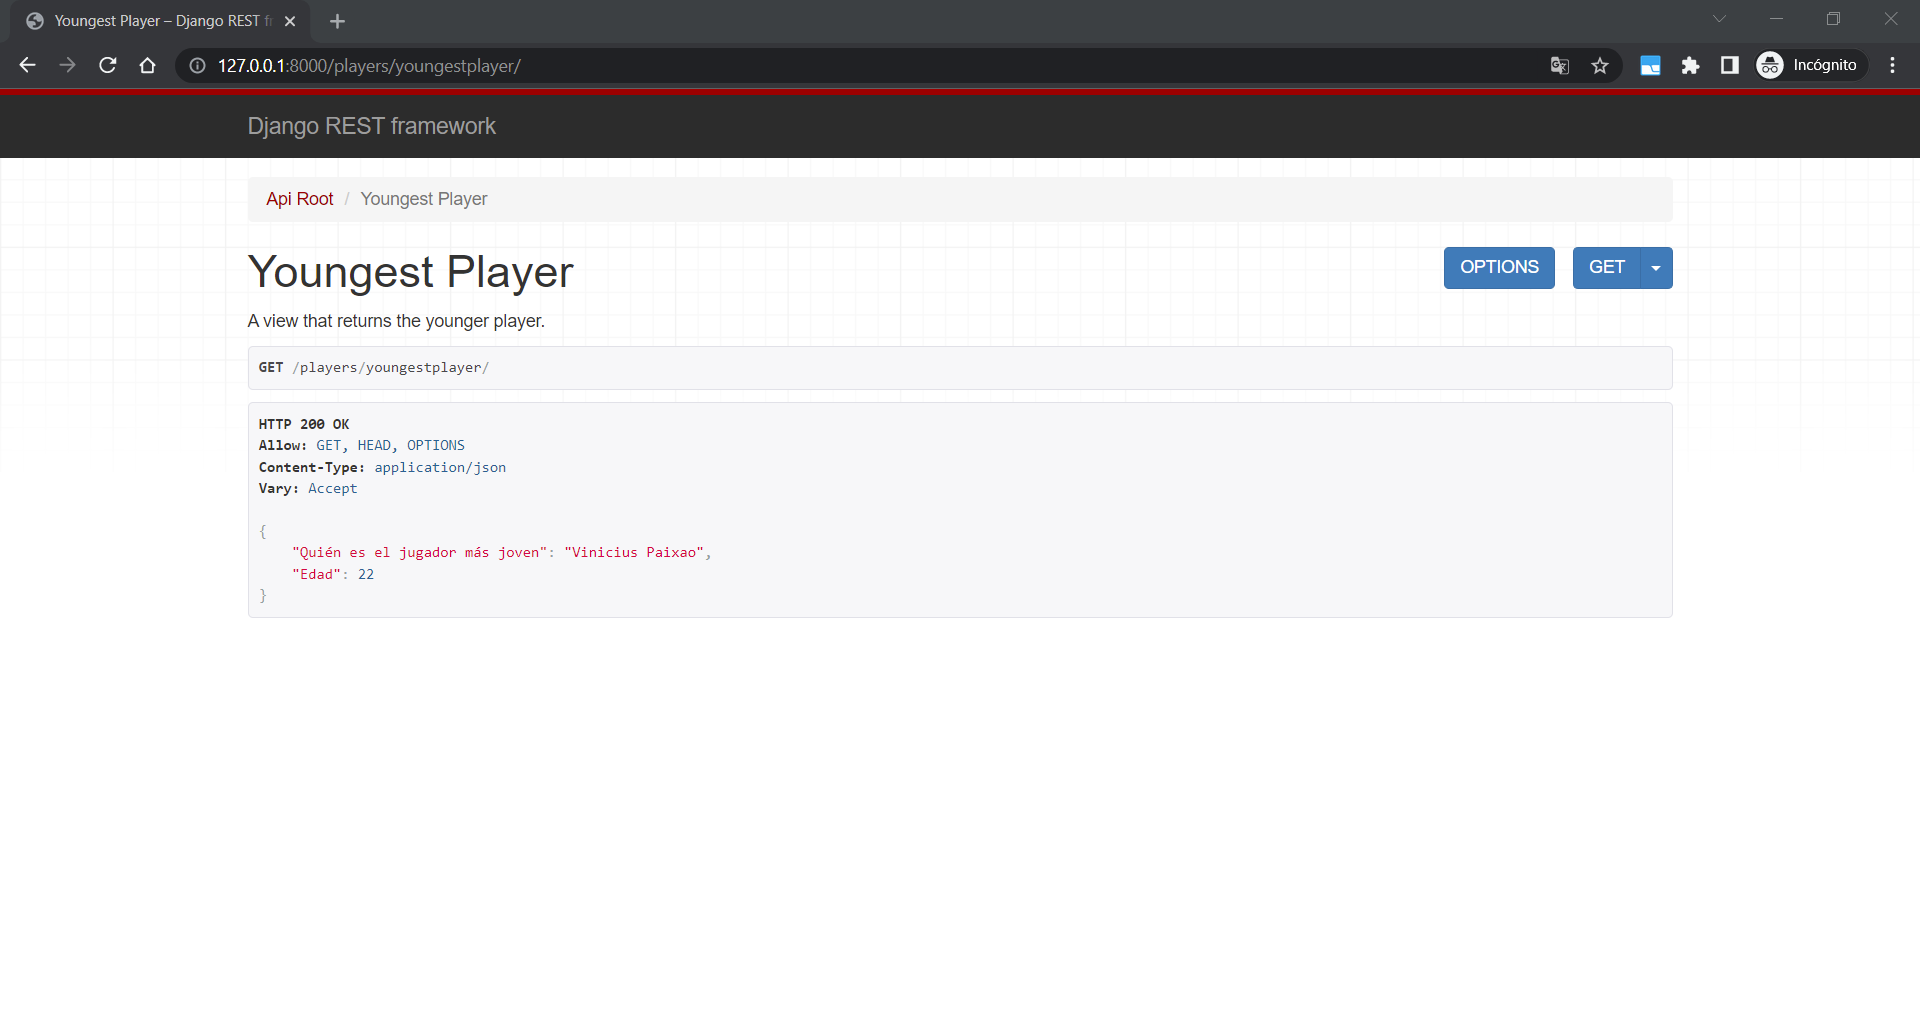 Youngest Player – Django REST fr
127.0.0.1:8000/players/youngestplayer/
Incógnito
Django REST framework
Api Root / Youngest Player
Youngest Player
OPTIONS
GET
A view that returns the younger player.
GET /players/youngestplayer/
HTTP 200 OK
Allow: GET, HEAD, OPTIONS
Content-Type: application/json
Vary: Accept
{
"Quién es el jugador más joven": "Vinicius Paixao",
"Edad": 22
}